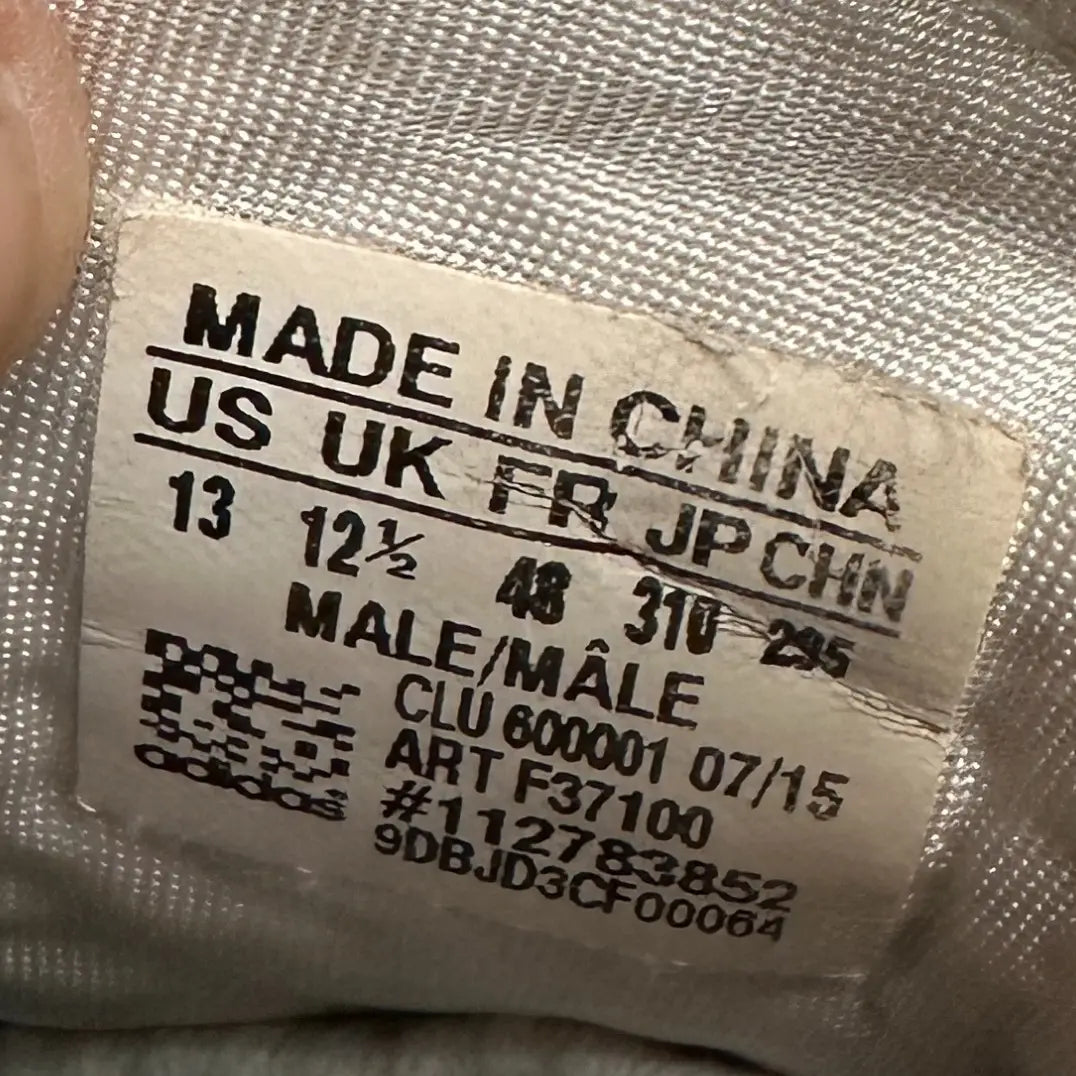 MADE IN CHINA
US UK FR JP CHN
13 12½ 48 310 295
MALE/MÂLE
CLU 600001 07/15
ART F37100
#112783852
9DBJD3CF00064
adidas